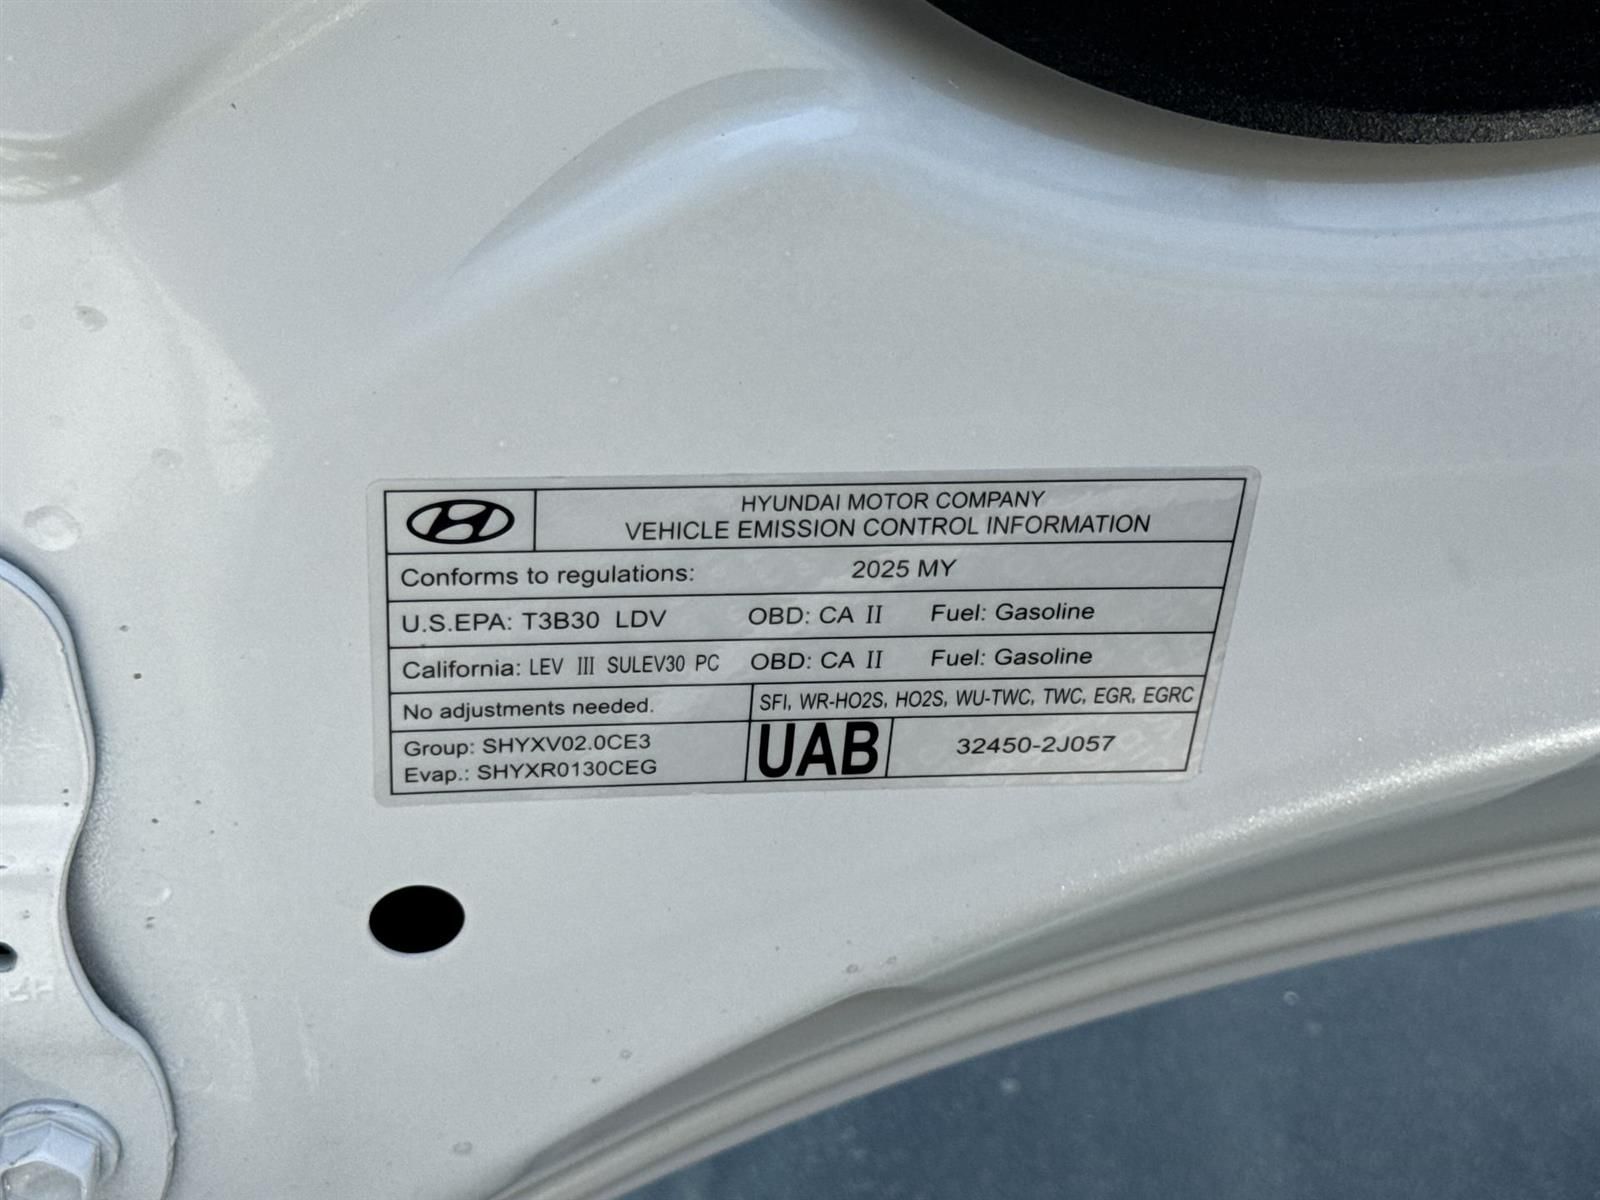 HYUNDAI MOTOR COMPANY
VEHICLE EMISSION CONTROL INFORMATION
Conforms to regulations: 2025 MY
U.S.EPA: T3B30 LDV OBD: CA II Fuel: Gasoline
California: LEV III SULEV30 PC OBD: CA II Fuel: Gasoline
No adjustments needed. SFI, WR-HO2S, HO2S, WU-TWC, TWC, EGR, EGRC
Group: SHYXV02.0CE3
Evap.: SHYXR0130CEG
UAB
32450-2J057